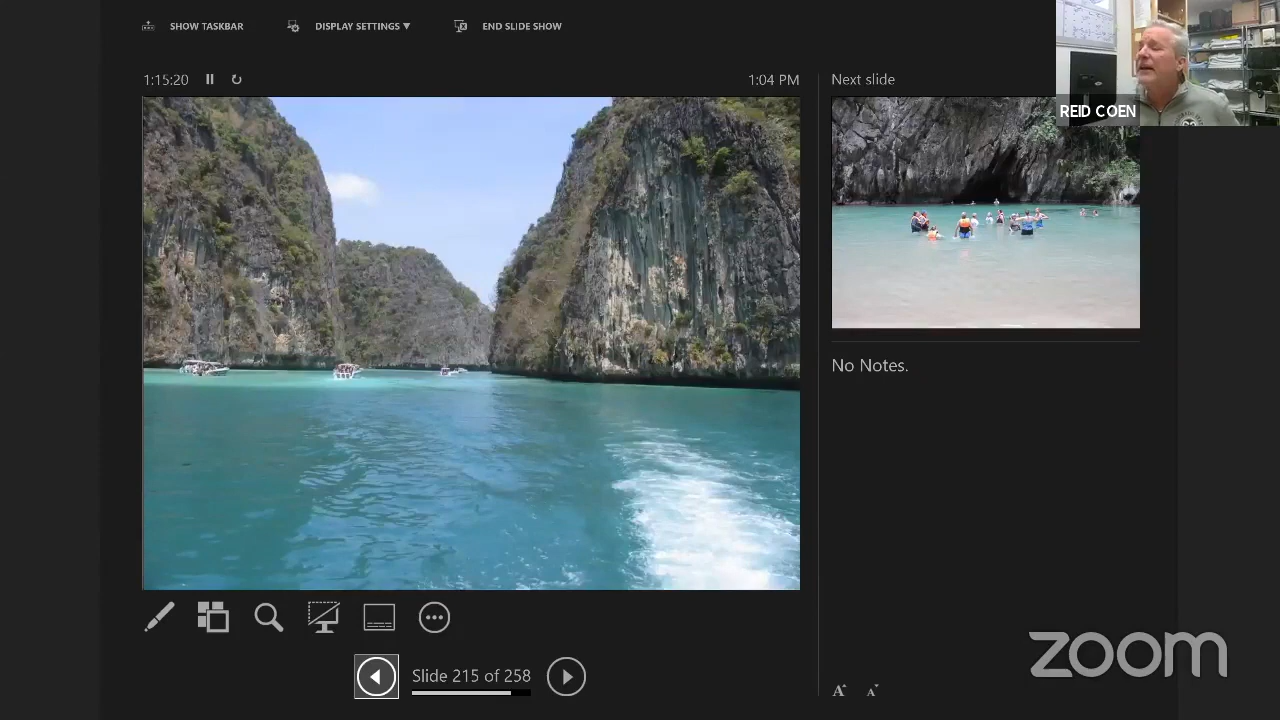 SHOW TASKBAR
DISPLAY SETTINGS ▼
END SLIDE SHOW
1:15:20
1:04 PM
Next slide
REID COEN
No Notes.
Slide 215 of 258
A A
zoom